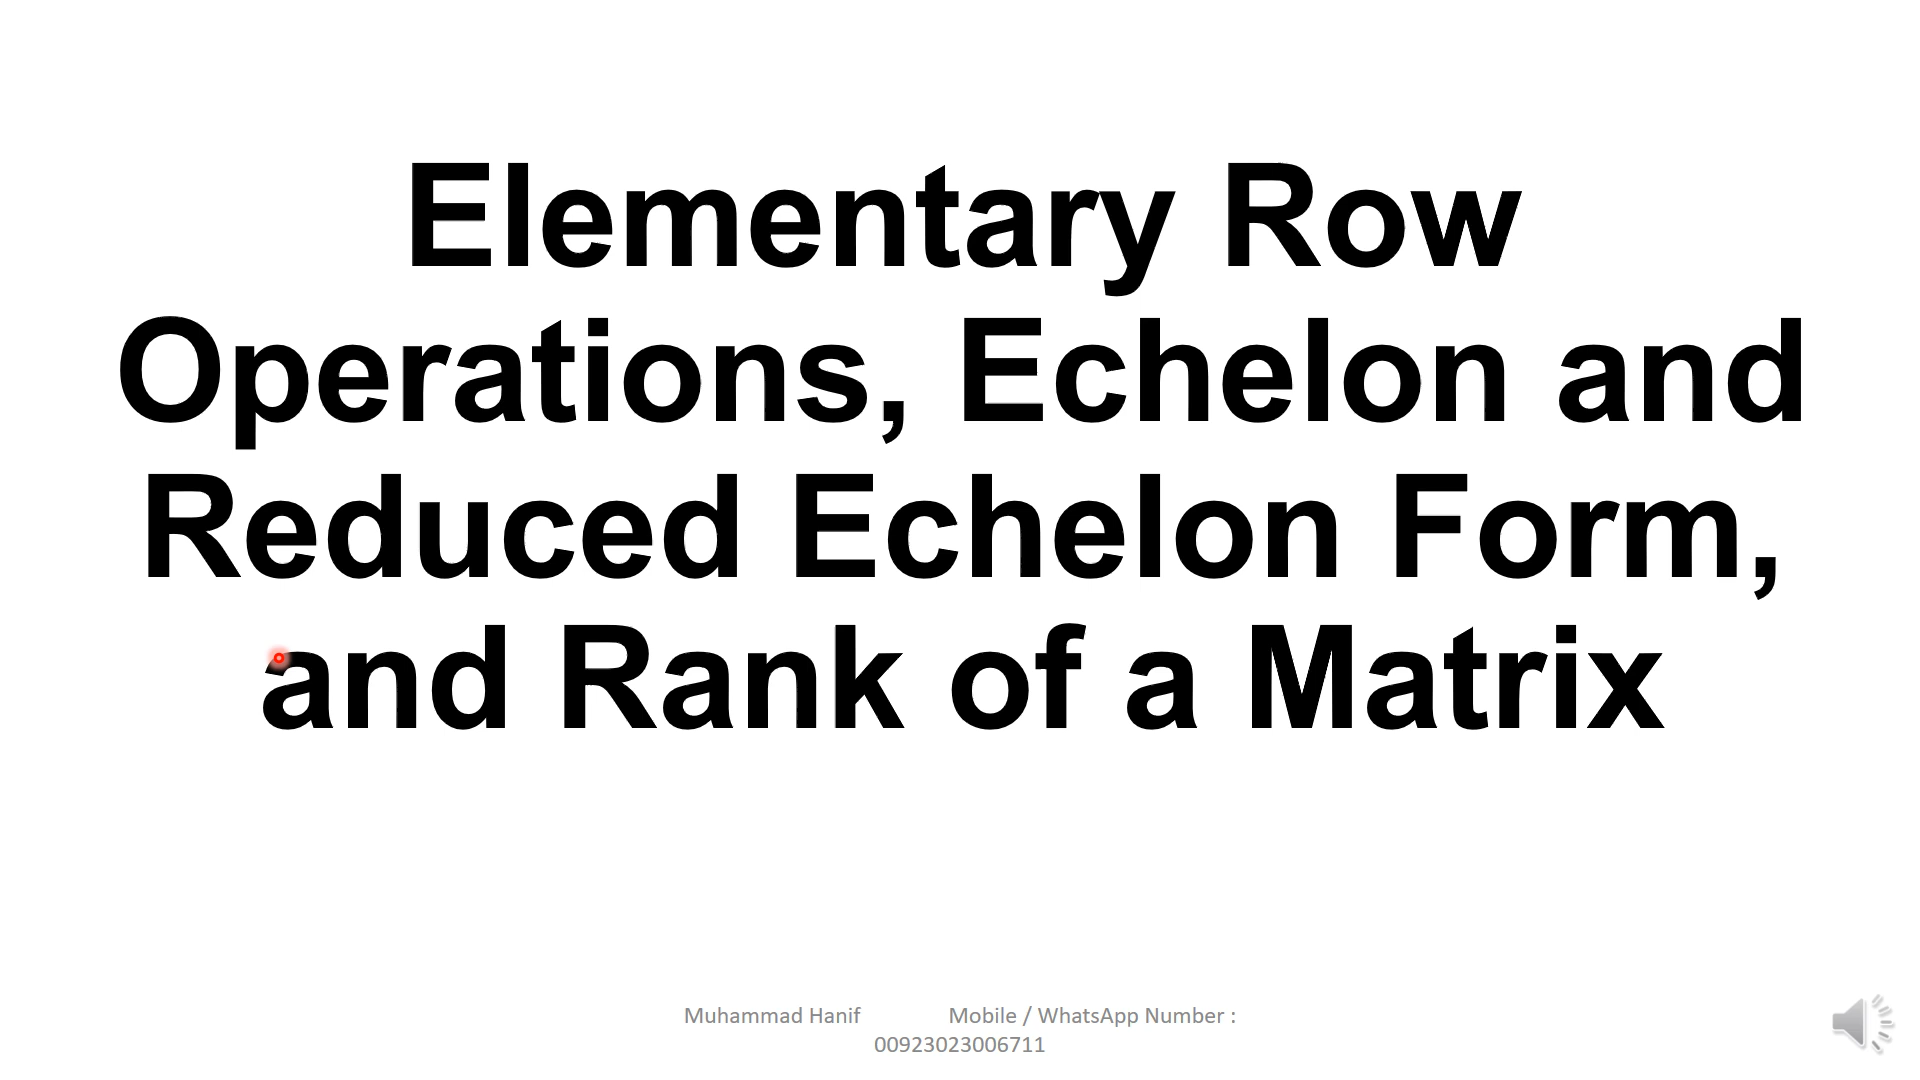 Elementary Row
Operations, Echelon and
Reduced Echelon Form,
and Rank of a Matrix
Muhammad Hanif Mobile / WhatsApp Number :
00923023006711